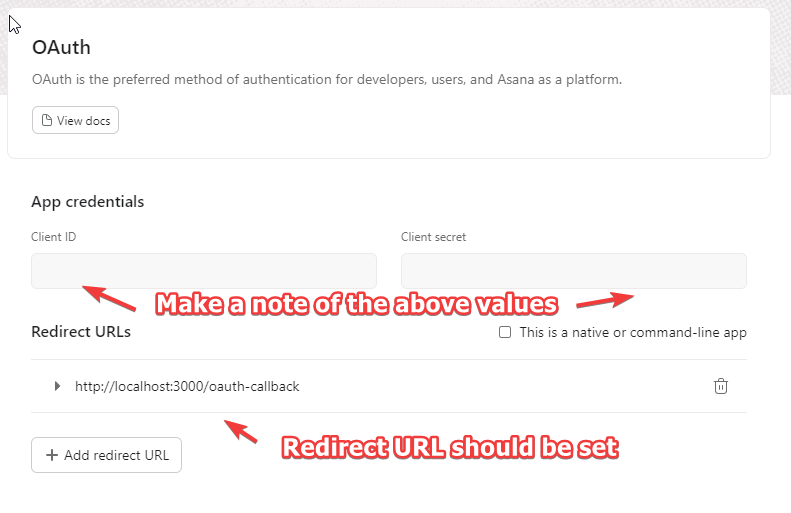 OAuth
OAuth is the preferred method of authentication for developers, users, and Asana as a platform.
View docs
App credentials
Client ID
Client secret
Make a note of the above values
Redirect URLs
This is a native or command-line app
http://localhost:3000/oauth-callback
Redirect URL should be set
+ Add redirect URL